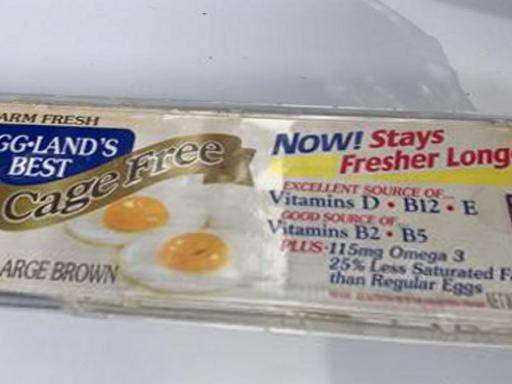 ARM FRESH
GG·LAND'S
BEST
Cage Free
ARGE BROWN
Now! Stays
Fresher Long
EXCELLENT SOURCE OF...
Vitamins D • B12 • E
GOOD SOURCE OF...
Vitamins B2 • B5
PLUS·115mg Omega 3
25% Less Saturated F
than Regular Eggs